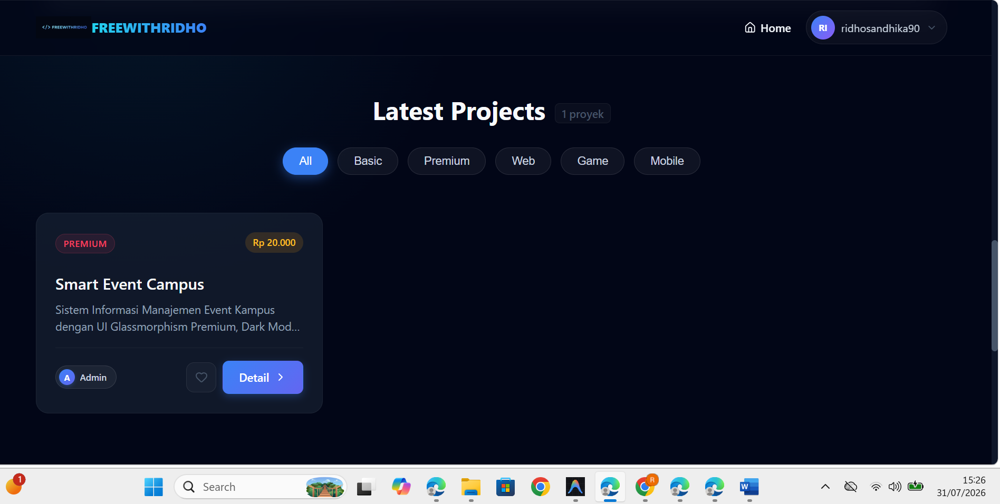 </> FREEWITHRIDHO FREEWITHRIDHO
Home
RI ridhosandhika90
Latest Projects 1 proyek
All Basic Premium Web Game Mobile
PREMIUM Rp 20.000
Smart Event Campus
Sistem Informasi Manajemen Event Kampus
dengan UI Glassmorphism Premium, Dark Mod...
A Admin Detail
1
Search
R
W
15:26
31/07/2026